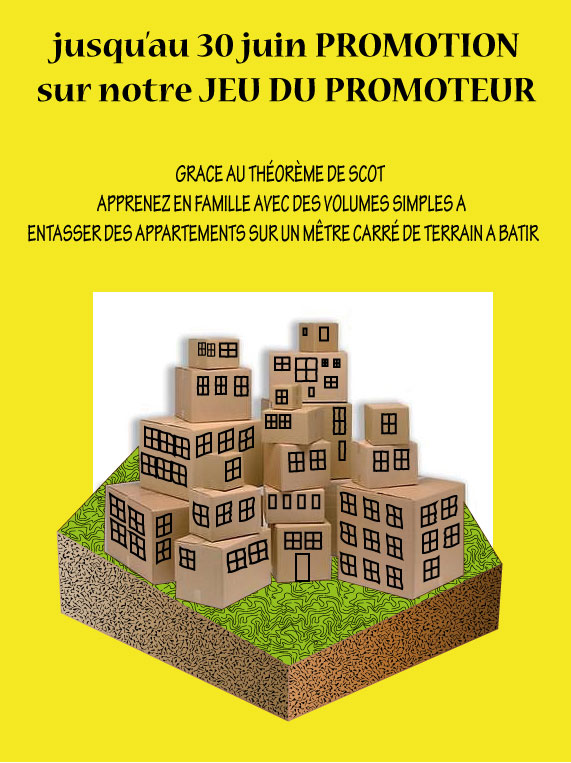 jusqu'au 30 juin PROMOTION
sur notre JEU DU PROMOTEUR
GRACE AU THÉORÈME DE SCOT
APPRENEZ EN FAMILLE AVEC DES VOLUMES SIMPLES A
ENTASSER DES APPARTEMENTS SUR UN MÊTRE CARRÉ DE TERRAIN A BATIR